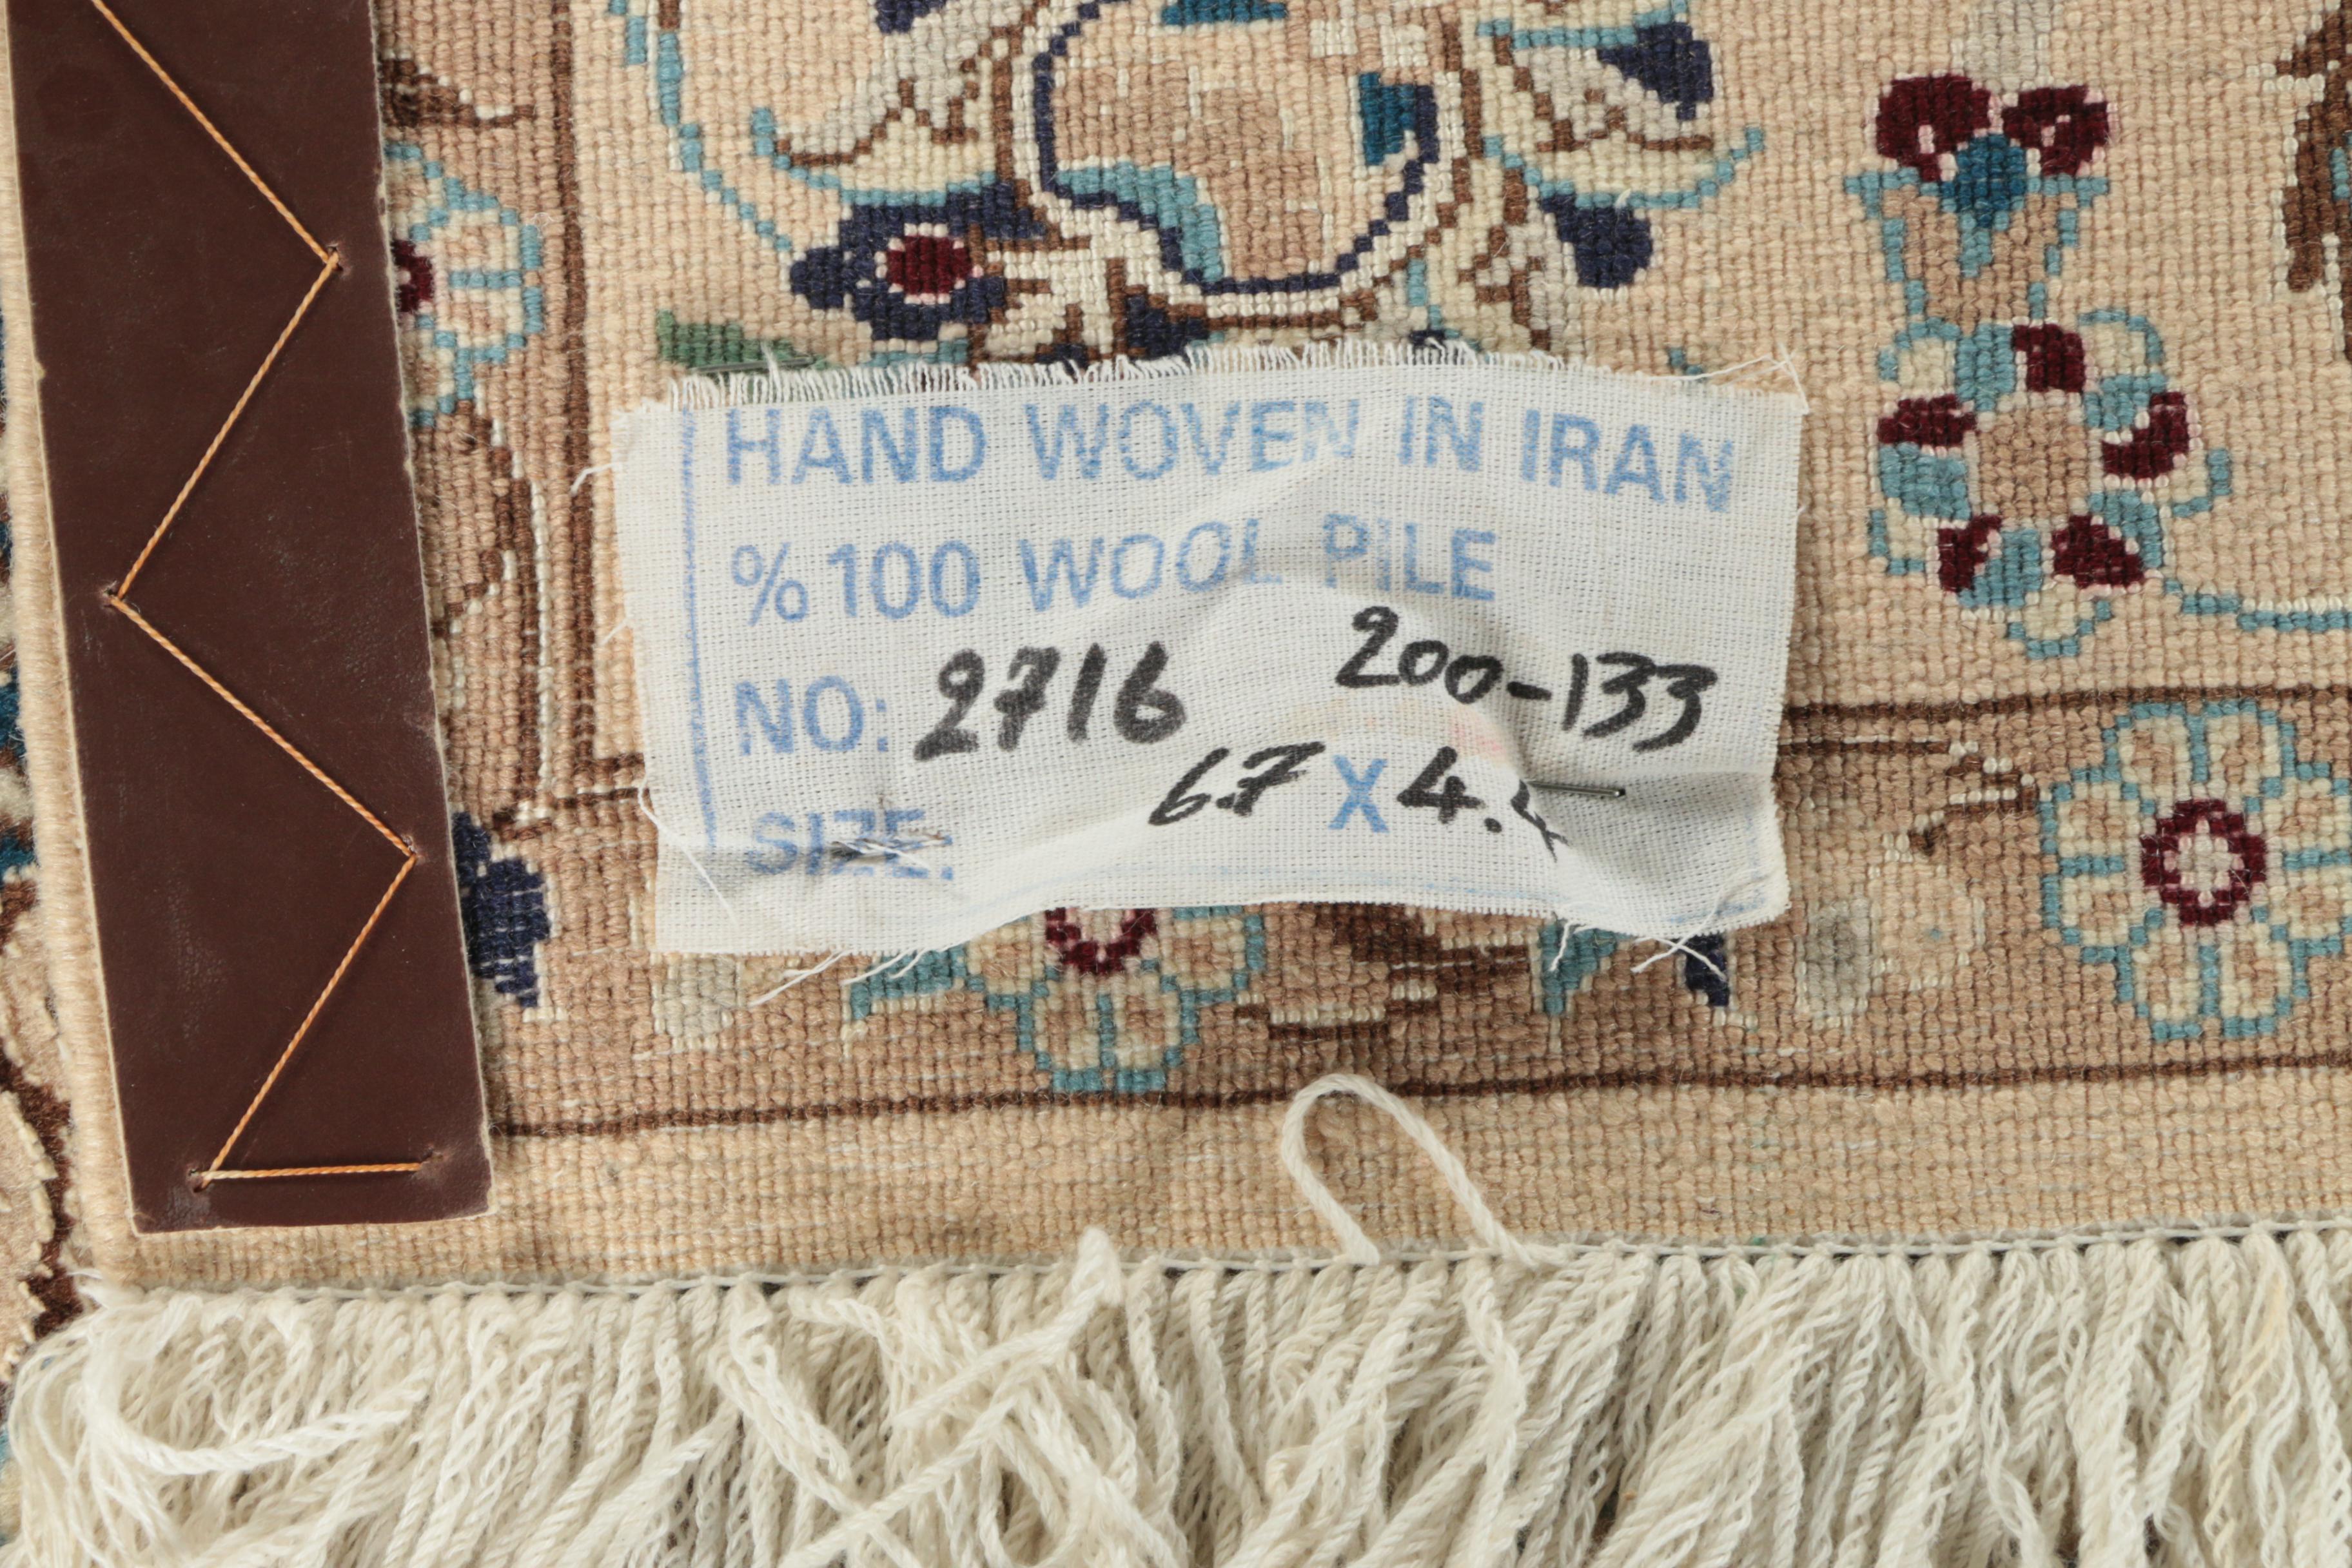 HAND WOVEN IN IRAN
%100 WOOL PILE
NO: 2716 200-133
SIZE: 6.7 X 4.4